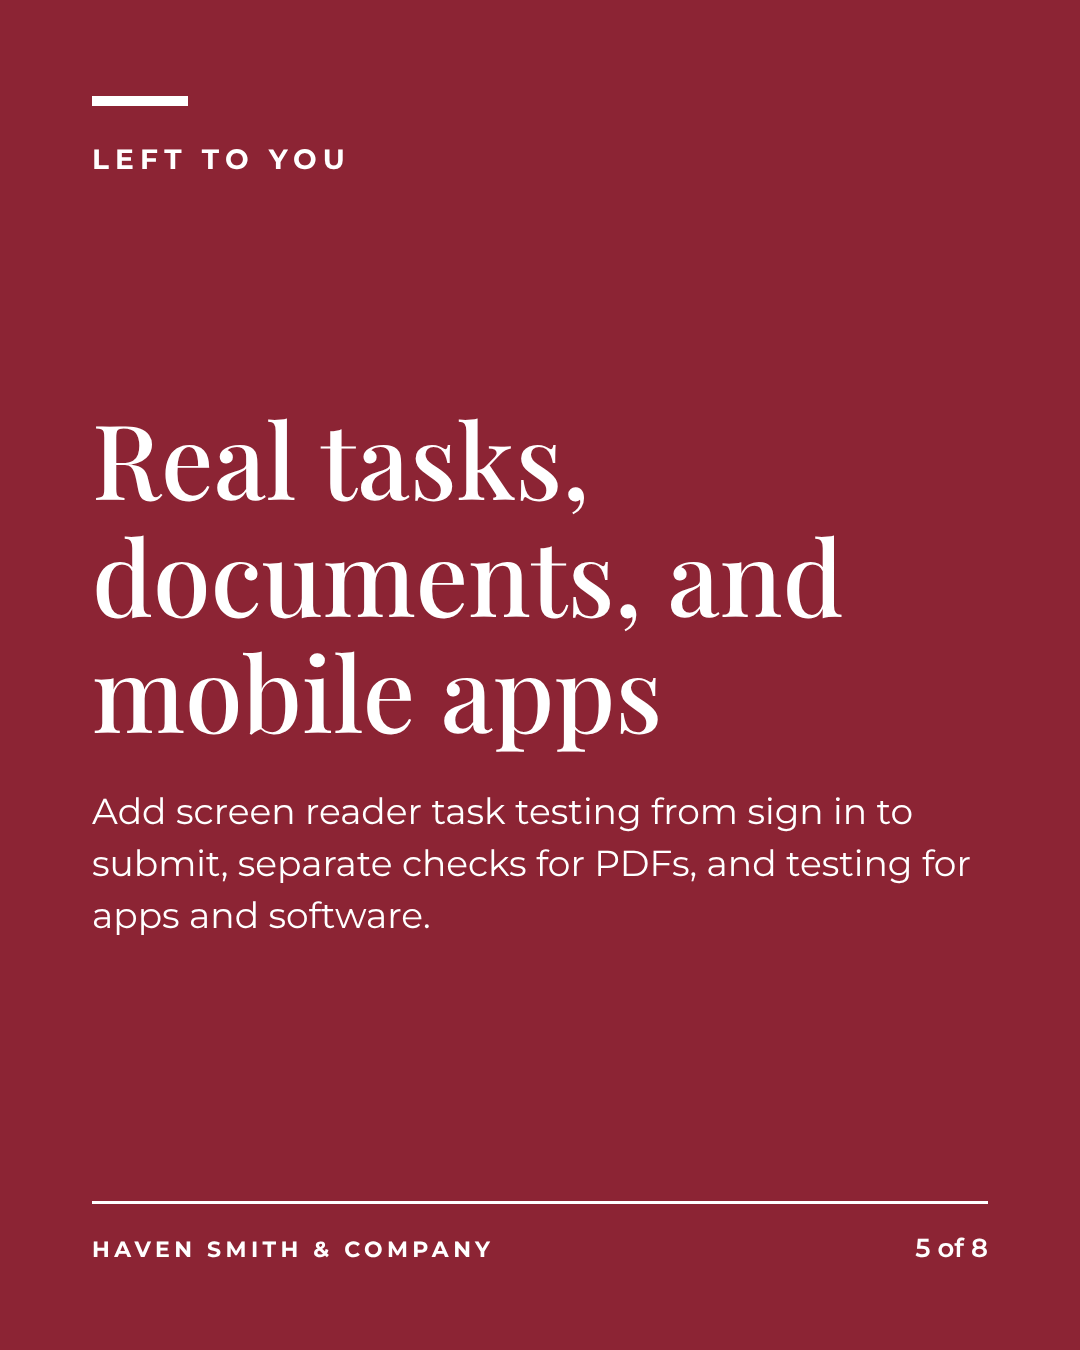 LEFT TO YOU
Real tasks,
documents, and
mobile apps
Add screen reader task testing from sign in to
submit, separate checks for PDFs, and testing for
apps and software.
HAVEN SMITH & COMPANY
5 of 8